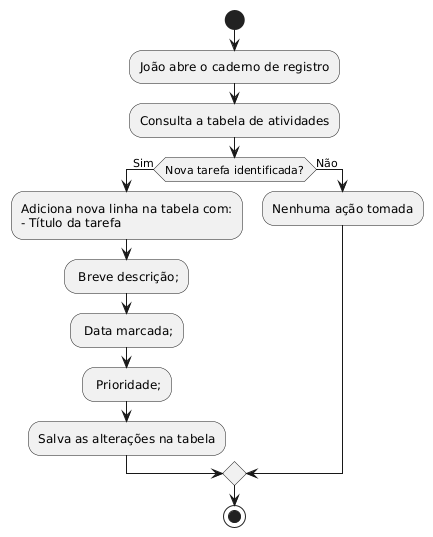 João abre o caderno de registro
Consulta a tabela de atividades
Nova tarefa identificada?
Sim
Não
Adiciona nova linha na tabela com:
- Título da tarefa
Breve descrição;
Data marcada;
Prioridade;
Salva as alterações na tabela
Nenhuma ação tomada